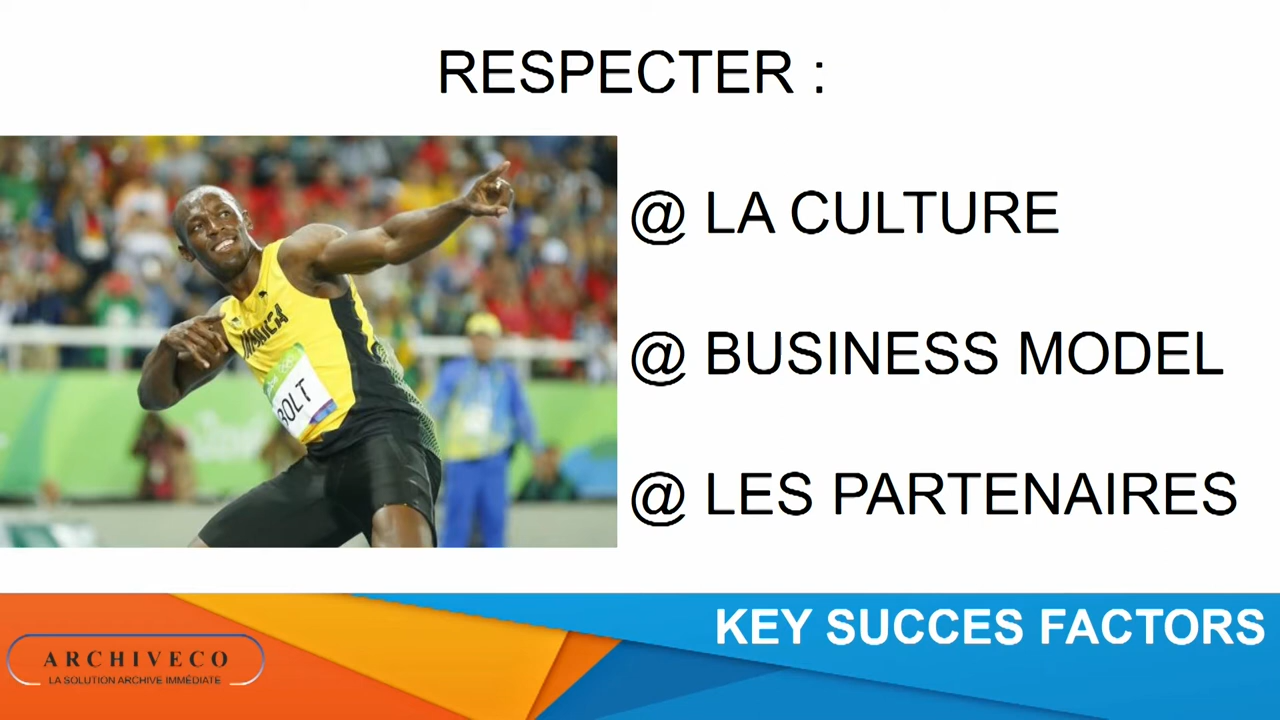 RESPECTER :
@ LA CULTURE
@ BUSINESS MODEL
@ LES PARTENAIRES
JAMAICA
BOLT
KEY SUCCES FACTORS
ARCHIVECO
LA SOLUTION ARCHIVE IMMÉDIATE